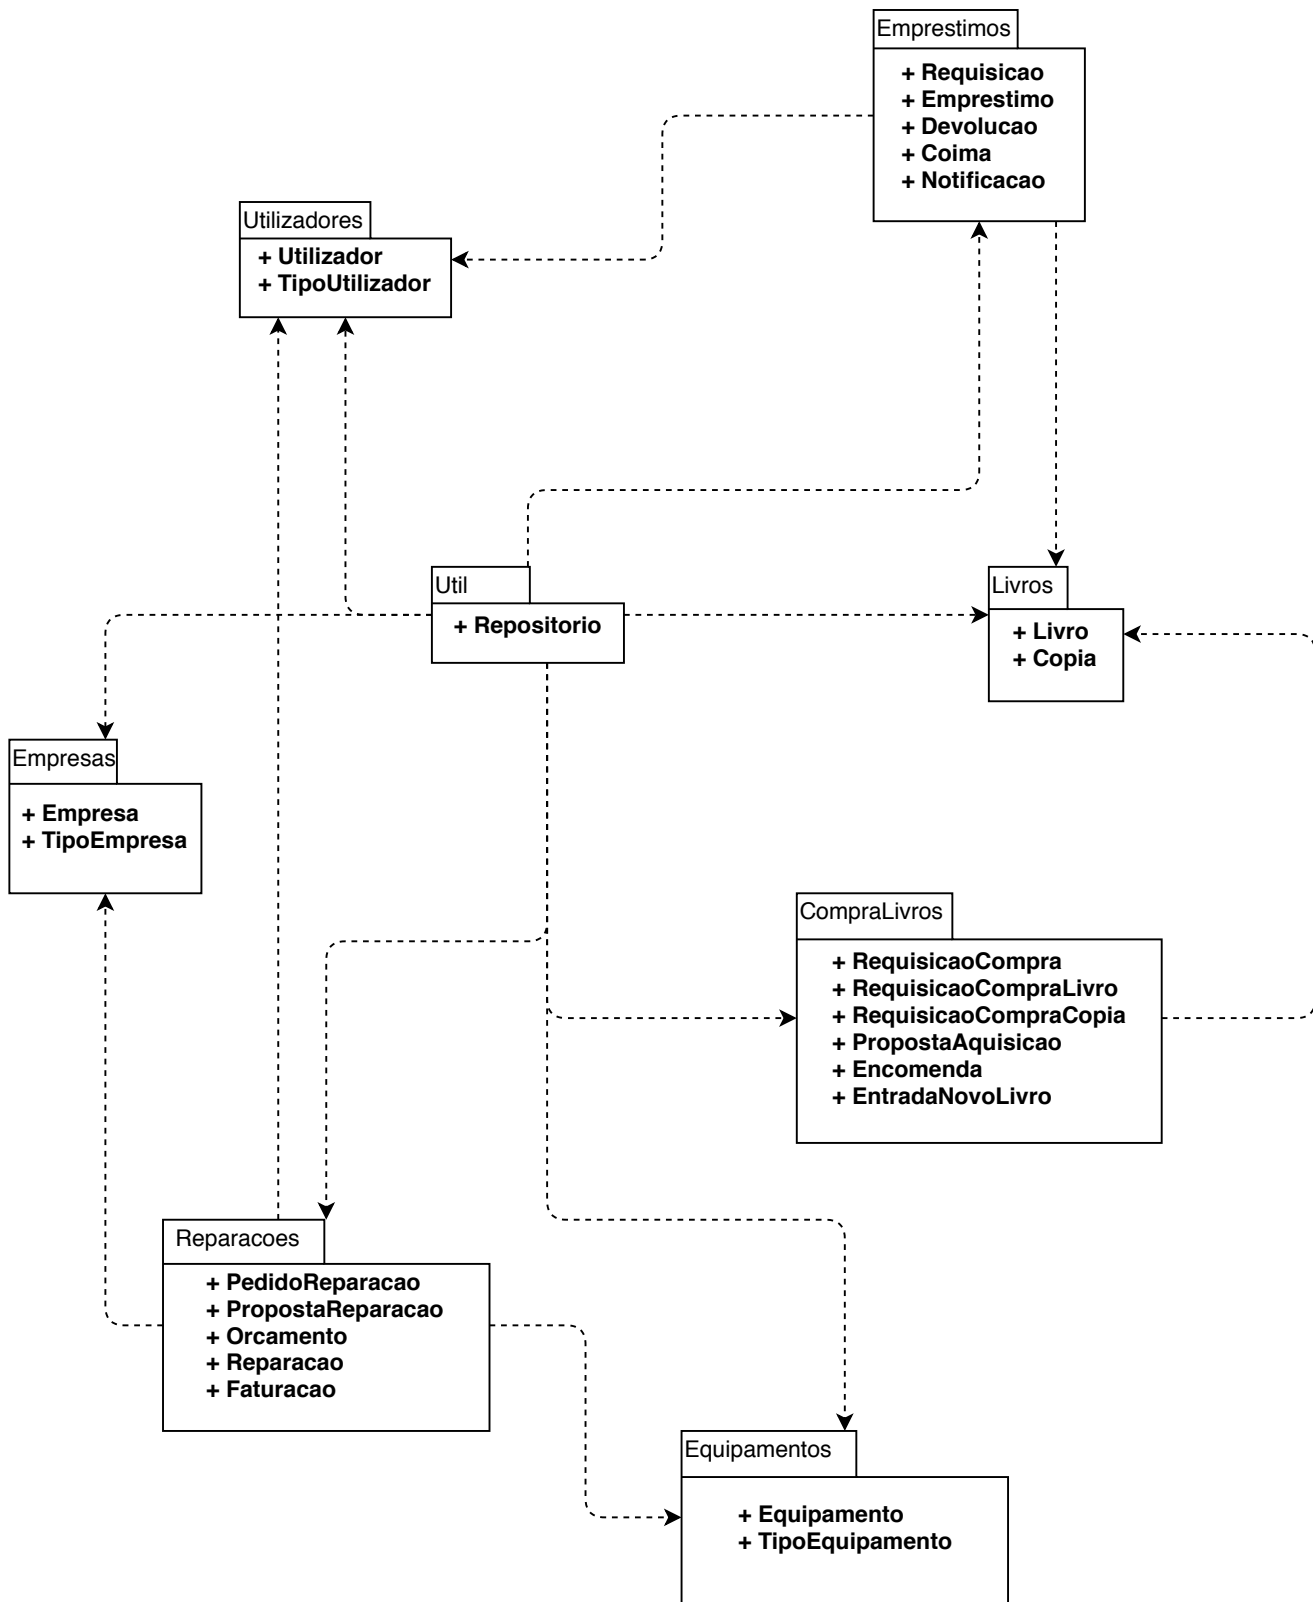 Emprestimos
+ Requisicao
+ Emprestimo
+ Devolucao
+ Coima
+ Notificacao
Utilizadores
+ Utilizador
+ TipoUtilizador
Util
+ Repositorio
Livros
+ Livro
+ Copia
Empresas
+ Empresa
+ TipoEmpresa
CompraLivros
+ RequisicaoCompra
+ RequisicaoCompraLivro
+ RequisicaoCompraCopia
+ PropostaAquisicao
+ Encomenda
+ EntradaNovoLivro
Reparacoes
+ PedidoReparacao
+ PropostaReparacao
+ Orcamento
+ Reparacao
+ Faturacao
Equipamentos
+ Equipamento
+ TipoEquipamento